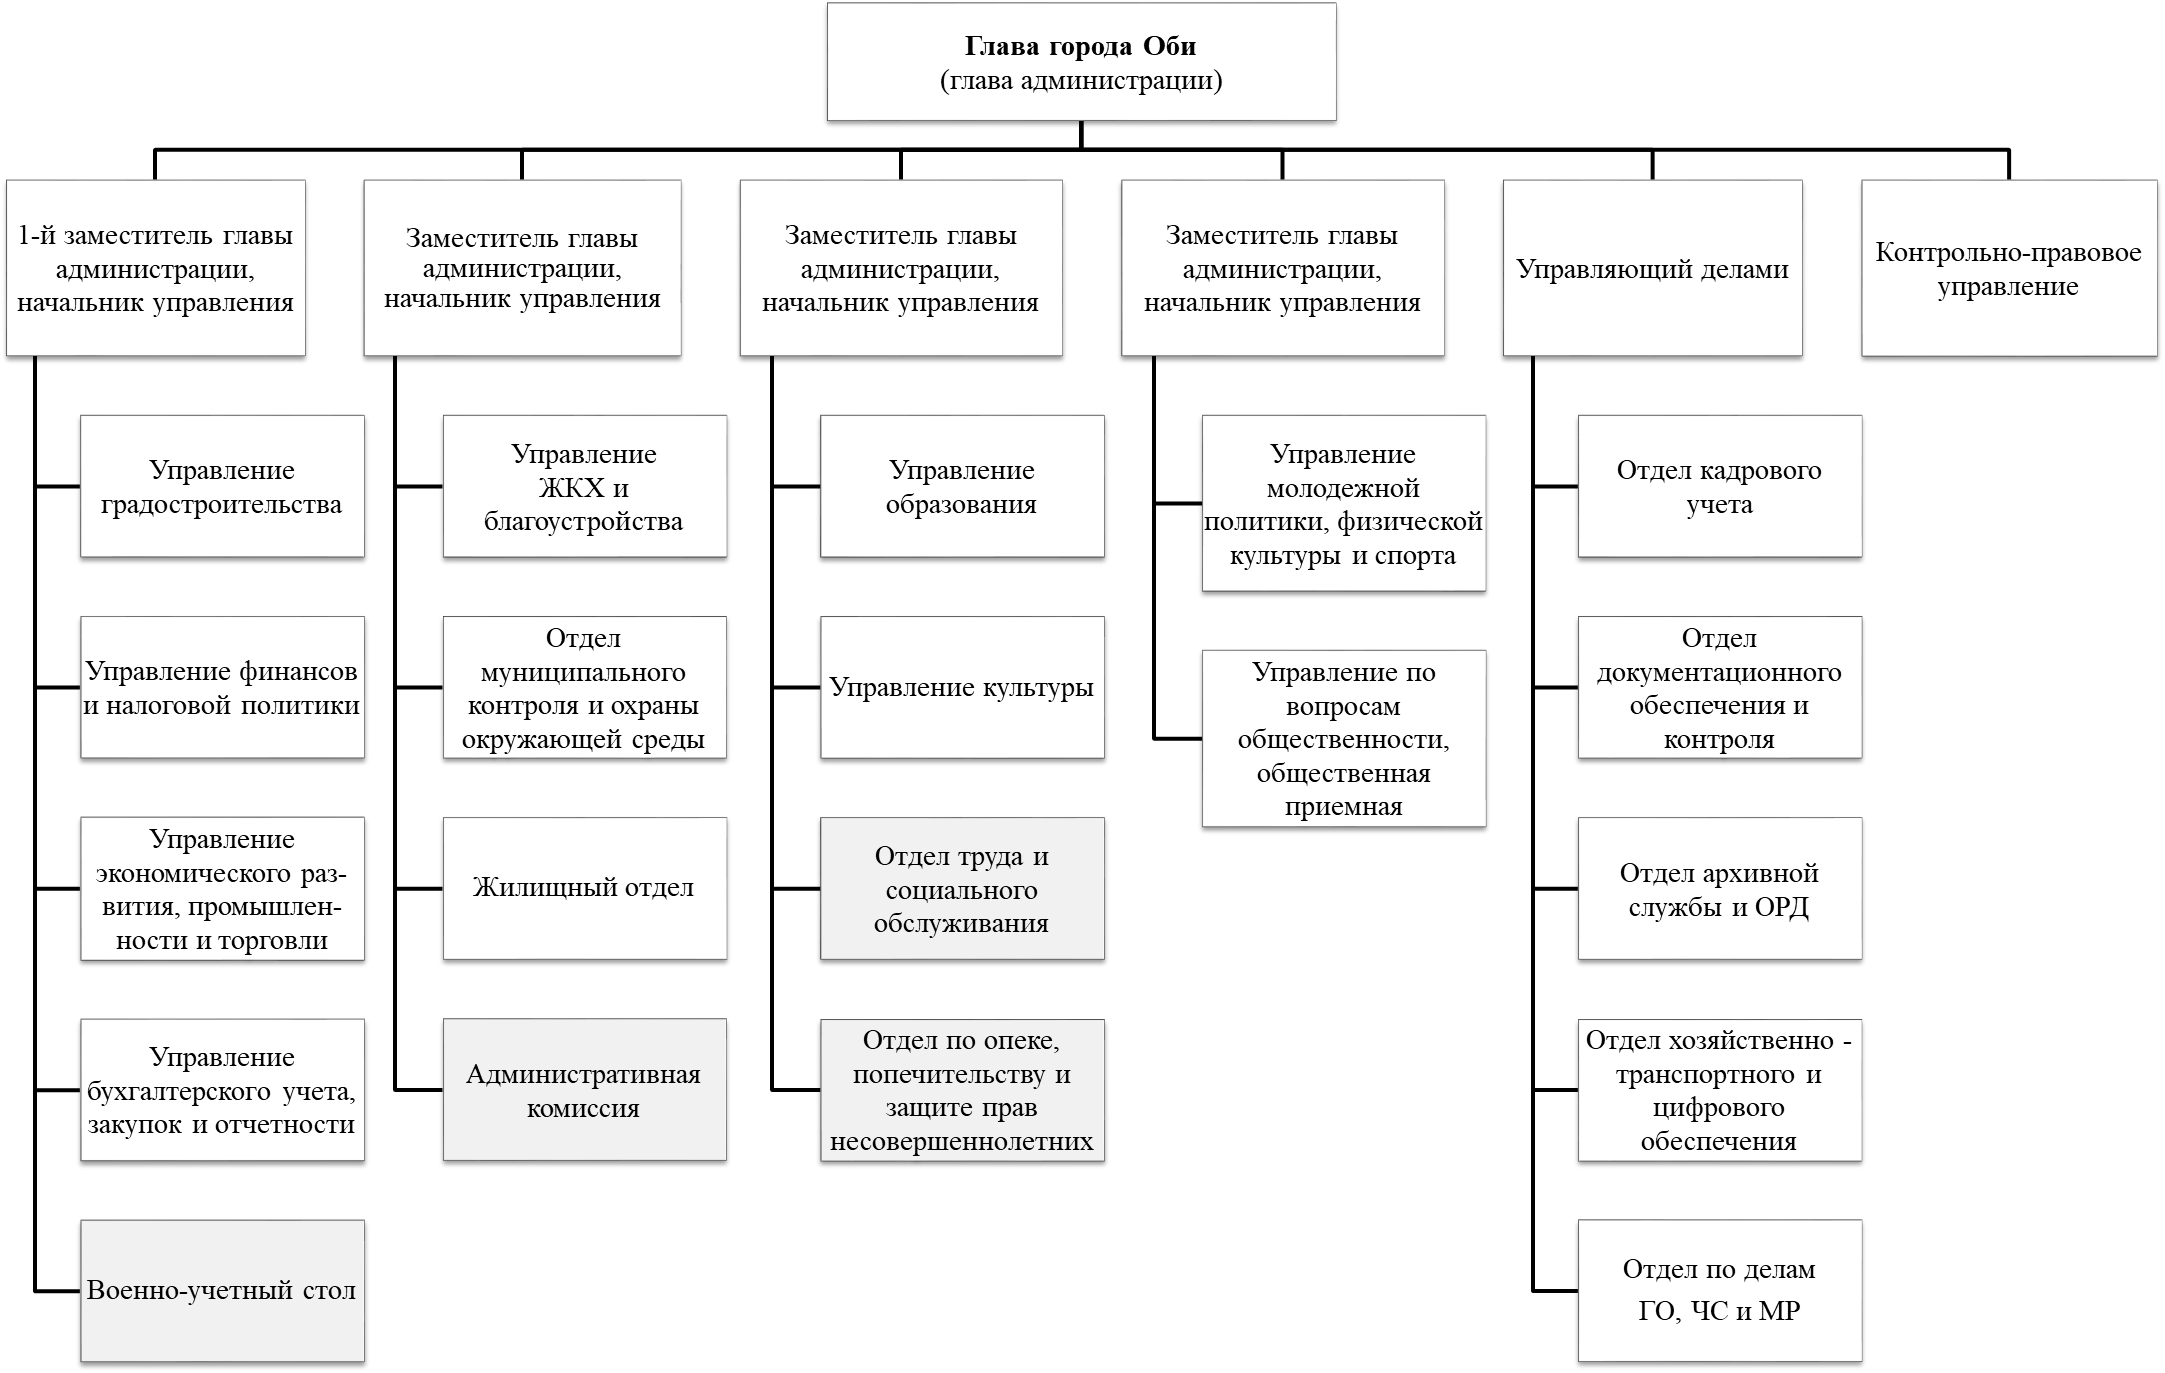 Глава города Оби
(глава администрации)
1-й заместитель главы
администрации,
начальник управления
Заместитель главы
администрации,
начальник управления
Заместитель главы
администрации,
начальник управления
Заместитель главы
администрации,
начальник управления
Управляющий делами
Контрольно-правовое
управление
Управление
градостроительства
Управление финансов
и налоговой политики
Управление
экономического раз-
вития, промышлен-
ности и торговли
Управление
бухгалтерского учета,
закупок и отчетности
Военно-учетный стол
Управление
ЖКХ и
благоустройства
Отдел
муниципального
контроля и охраны
окружающей среды
Жилищный отдел
Административная
комиссия
Управление
образования
Управление культуры
Отдел труда и
социального
обслуживания
Отдел по опеке,
попечительству и
защите прав
несовершеннолетних
Управление
молодежной
политики, физической
культуры и спорта
Управление по
вопросам
общественности,
общественная
приемная
Отдел кадрового
учета
Отдел
документационного
обеспечения и
контроля
Отдел архивной
службы и ОРД
Отдел хозяйственно -
транспортного и
цифрового
обеспечения
Отдел по делам
ГО, ЧС и МР